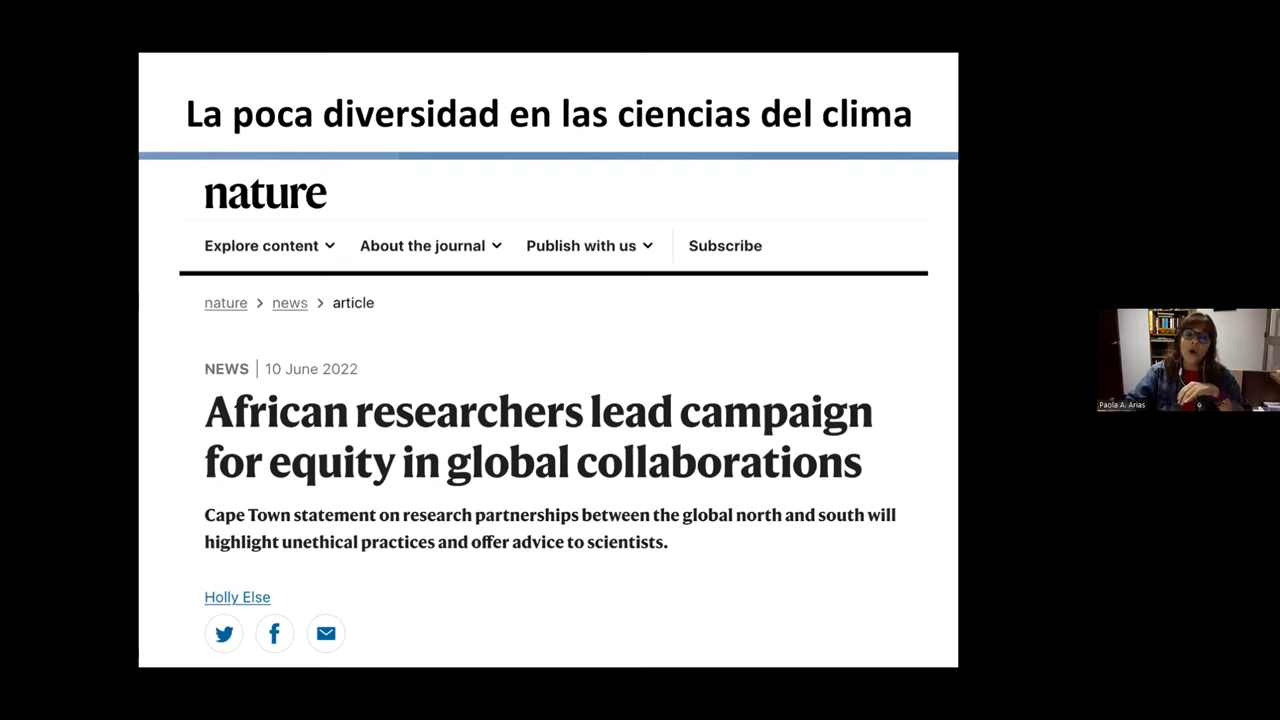 La poca diversidad en las ciencias del clima
nature
Explore content About the journal Publish with us Subscribe
nature > news > article
NEWS | 10 June 2022
African researchers lead campaign
for equity in global collaborations
Cape Town statement on research partnerships between the global north and south will
highlight unethical practices and offer advice to scientists.
Holly Else
Paola A. Arias